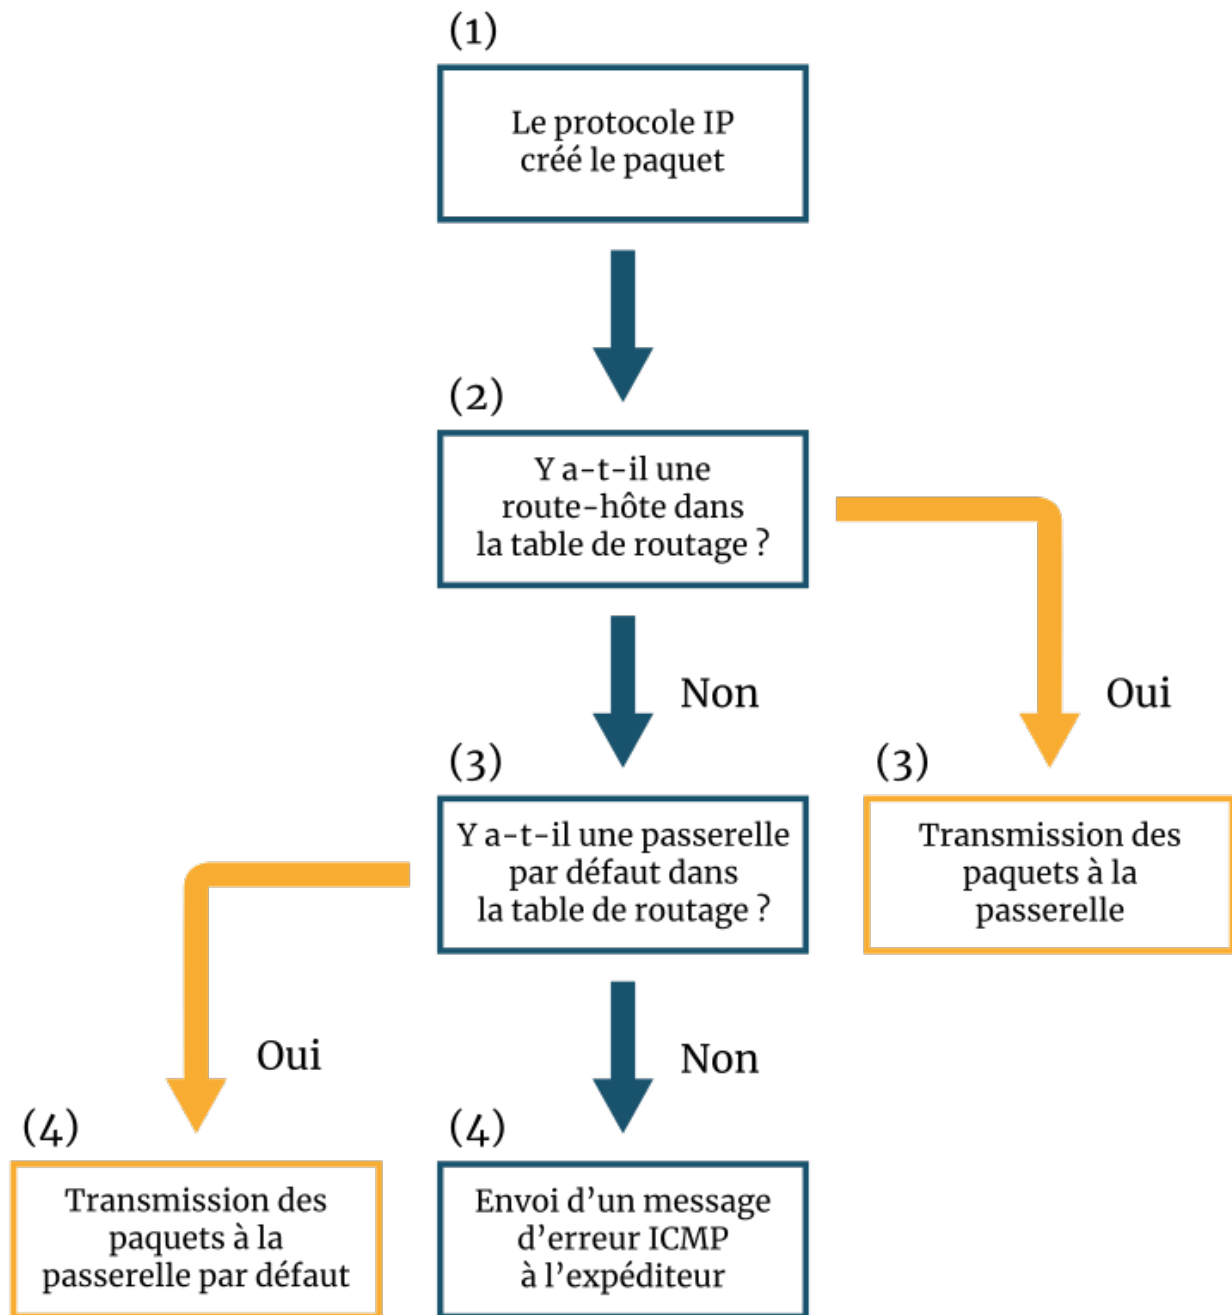 (1)
Le protocole IP
créé le paquet
(2)
Y a-t-il une
route-hôte dans
la table de routage ?
Non
Oui
(3)
Y a-t-il une passerelle
par défaut dans
la table de routage ?
(3)
Transmission des
paquets à la
passerelle
Oui
Non
(4)
Transmission des
paquets à la
passerelle par défaut
(4)
Envoi d’un message
d’erreur ICMP
à l’expéditeur